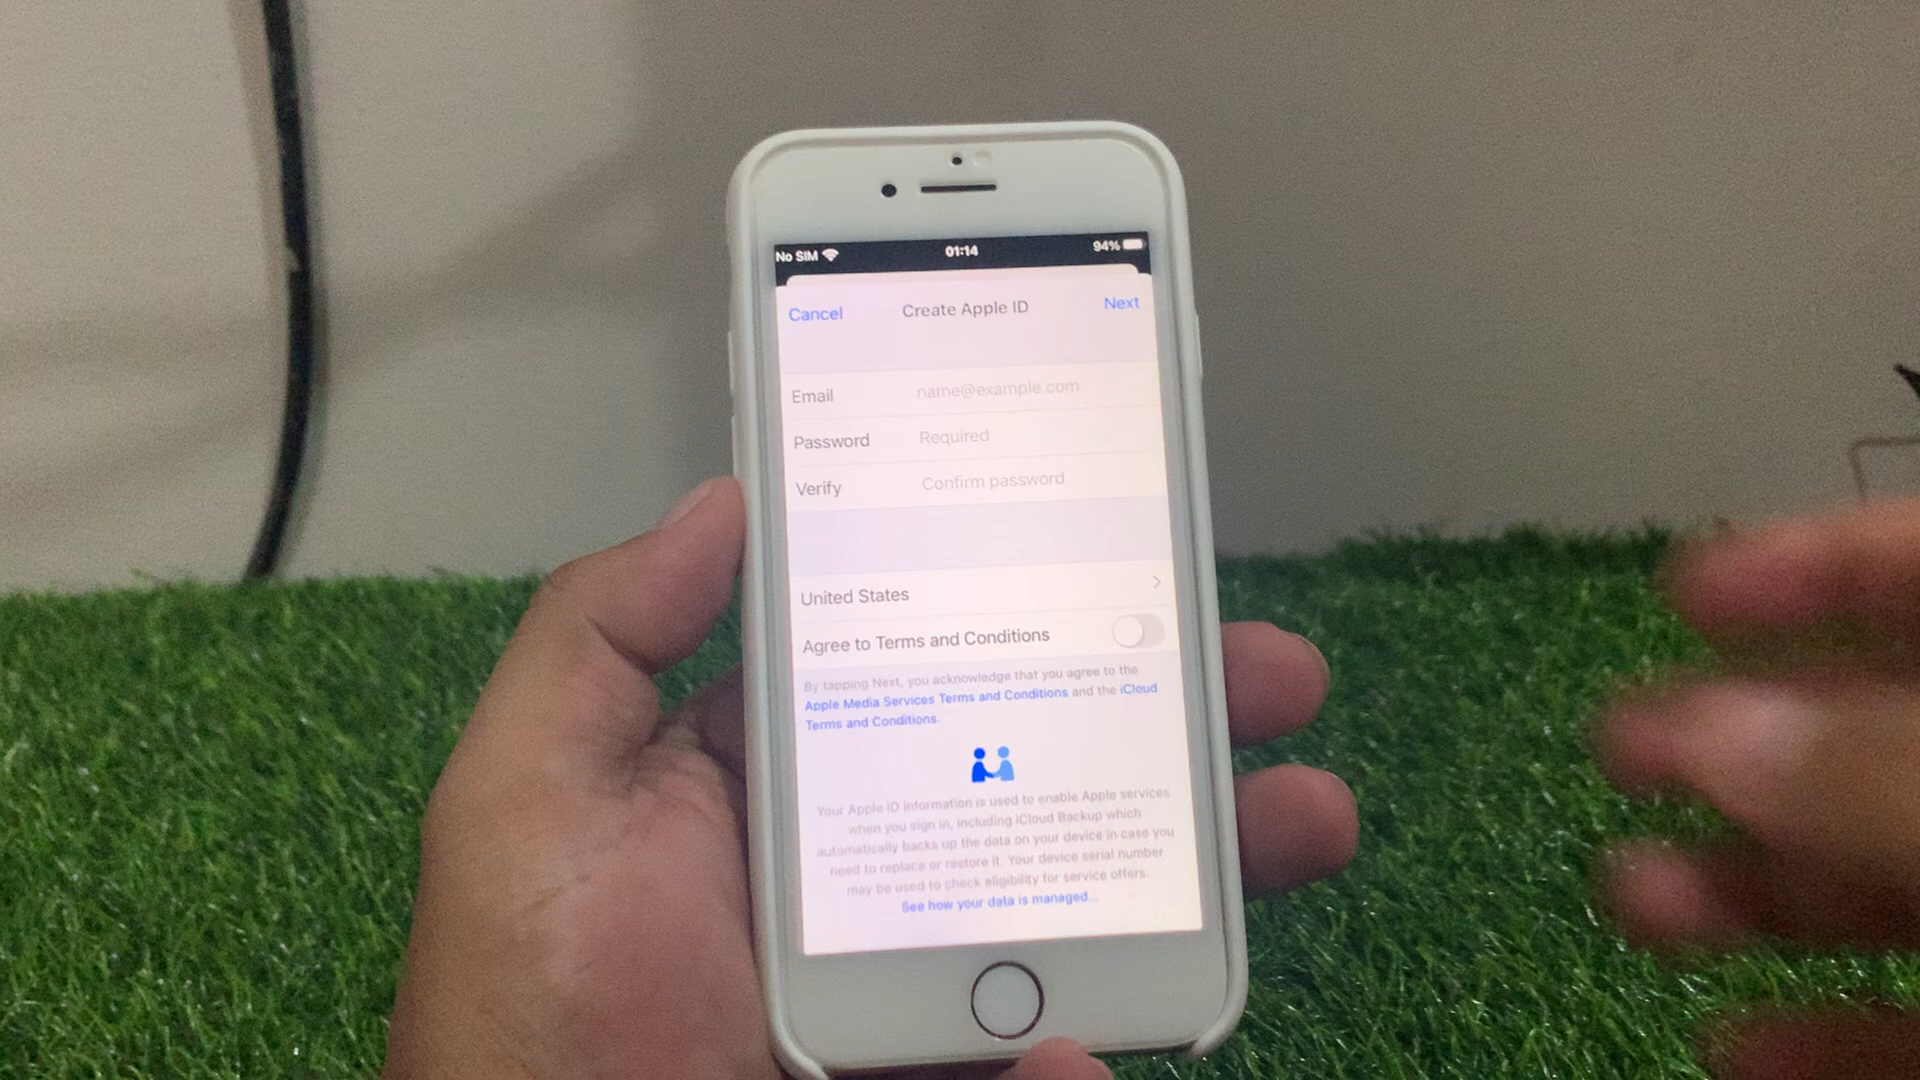 No SIM 01:14 94%
Cancel Create Apple ID Next
Email name@example.com
Password Required
Verify Confirm password
United States
Agree to Terms and Conditions
By tapping Next, you acknowledge that you agree to the
Apple Media Services Terms and Conditions and the iCloud
Terms and Conditions.
Your Apple ID information is used to enable Apple services
when you sign in, including iCloud Backup which
automatically backs up the data on your device in case you
need to replace or restore it. Your device serial number
may be used to check eligibility for service offers.
See how your data is managed...